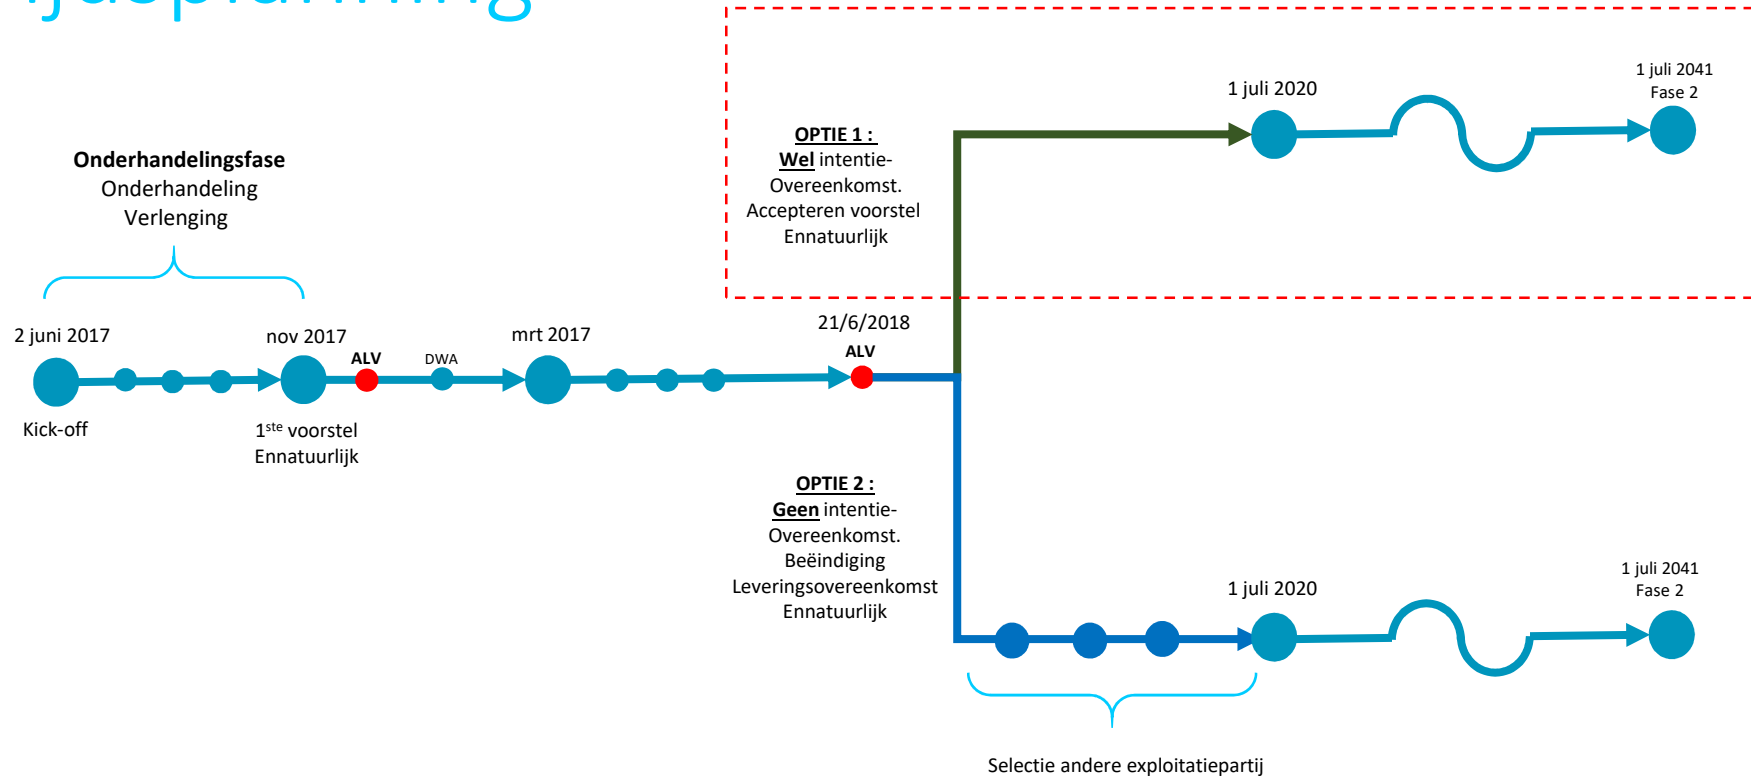 ijdsplanning
1 juli 2041
Fase 2
1 juli 2020
OPTIE 1 :
Wel intentie-
Overeenkomst.
Accepteren voorstel
Ennatuurlijk
Onderhandelingsfase
Onderhandeling
Verlenging
2 juni 2017
nov 2017
ALV
DWA
mrt 2017
21/6/2018
ALV
Kick-off
1ste voorstel
Ennatuurlijk
OPTIE 2 :
Geen intentie-
Overeenkomst.
Beëindiging
Leveringsovereenkomst
Ennatuurlijk
1 juli 2020
1 juli 2041
Fase 2
Selectie andere exploitatiepartij